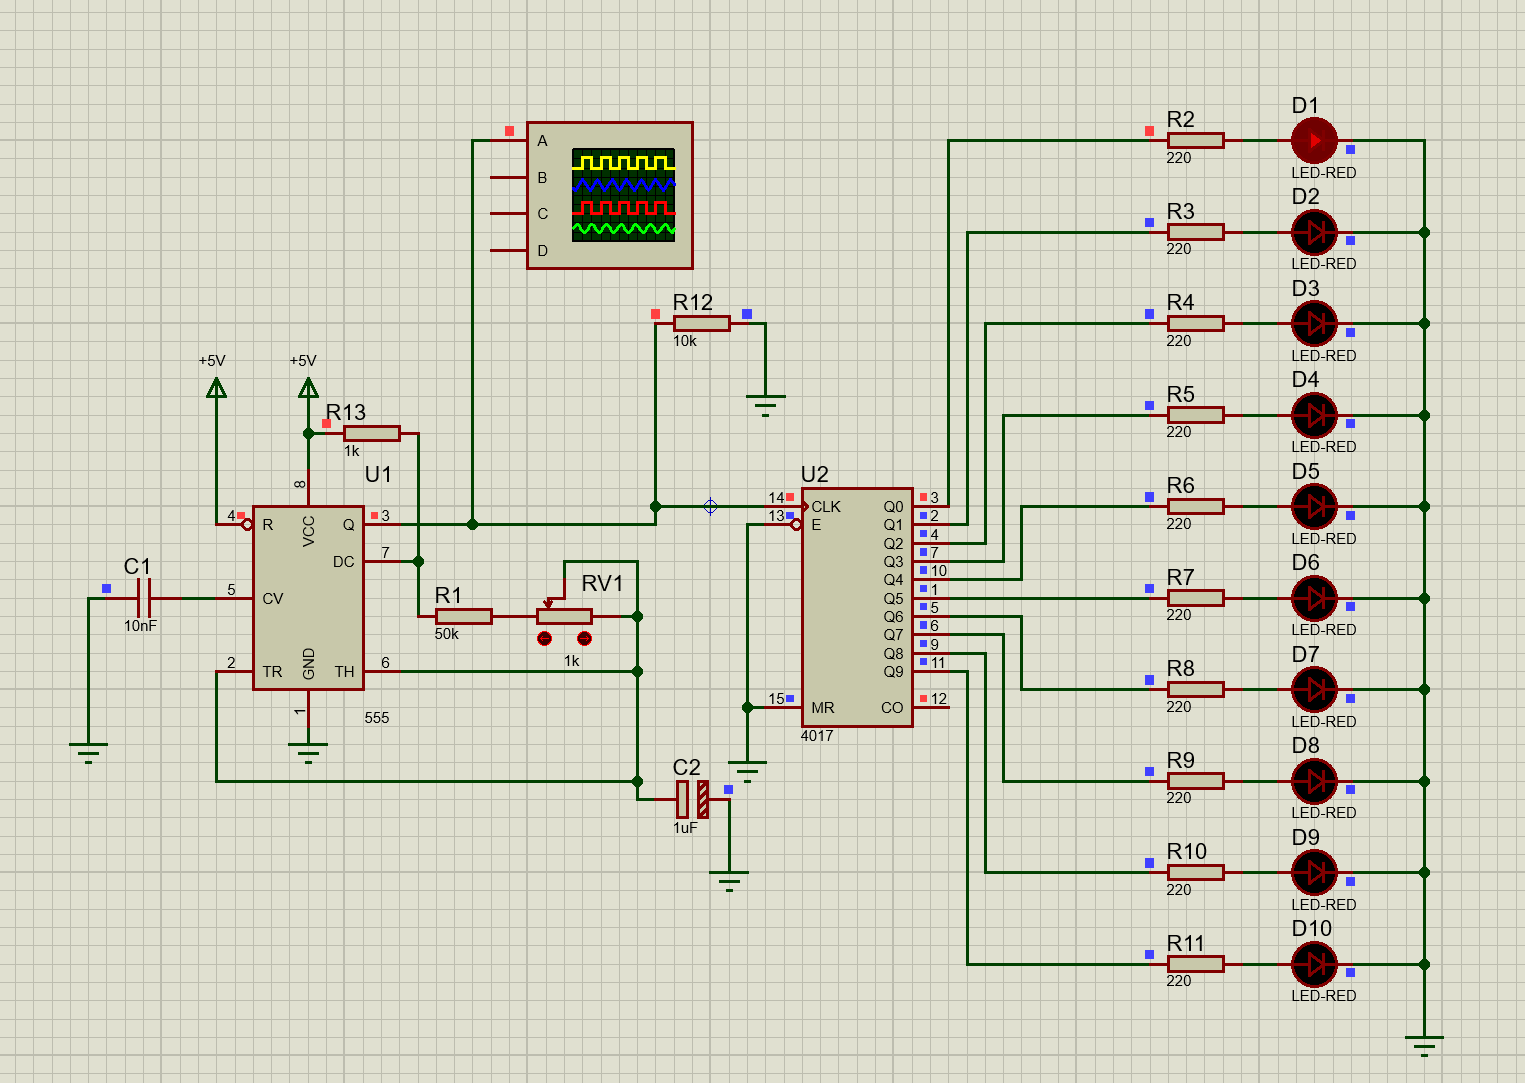 D1
R2
220
LED-RED
A
B
C
D
D2
R3
220
LED-RED
D3
R4
220
LED-RED
R12
10k
+5V
+5V
D4
R5
220
LED-RED
R13
1k
U1
8
4
R
VCC
Q
3
DC
7
5
CV
2
TR
GND
TH
6
1
555
C1
10nF
R1
50k
RV1
1k
C2
1uF
U2
14
CLK
Q0
3
13
E
Q1
2
Q2
4
Q3
7
Q4
10
Q5
1
Q6
5
Q7
6
Q8
9
Q9
11
15
MR
CO
12
4017
D5
R6
220
LED-RED
D6
R7
220
LED-RED
D7
R8
220
LED-RED
D8
R9
220
LED-RED
D9
R10
220
LED-RED
D10
R11
220
LED-RED